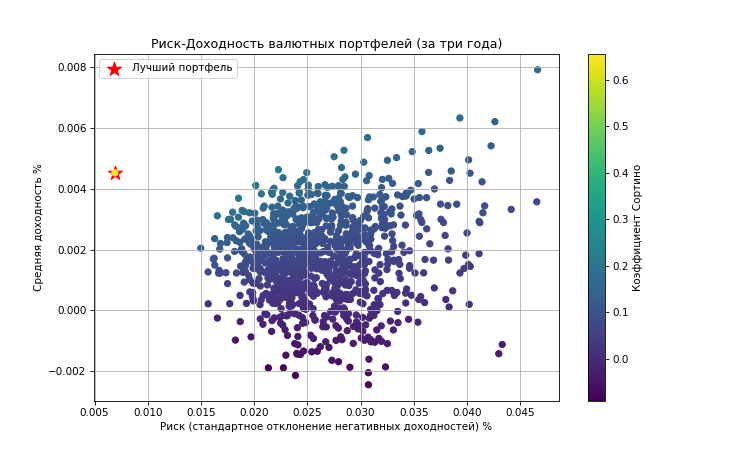 Риск-Доходность валютных портфелей (за три года)
Лучший портфель
Средняя доходность %
0.008
0.006
0.004
0.002
0.000
−0.002
0.005 0.010 0.015 0.020 0.025 0.030 0.035 0.040 0.045
Риск (стандартное отклонение негативных доходностей) %
0.6
0.5
0.4
0.3
0.2
0.1
0.0
Коэффициент Сортино